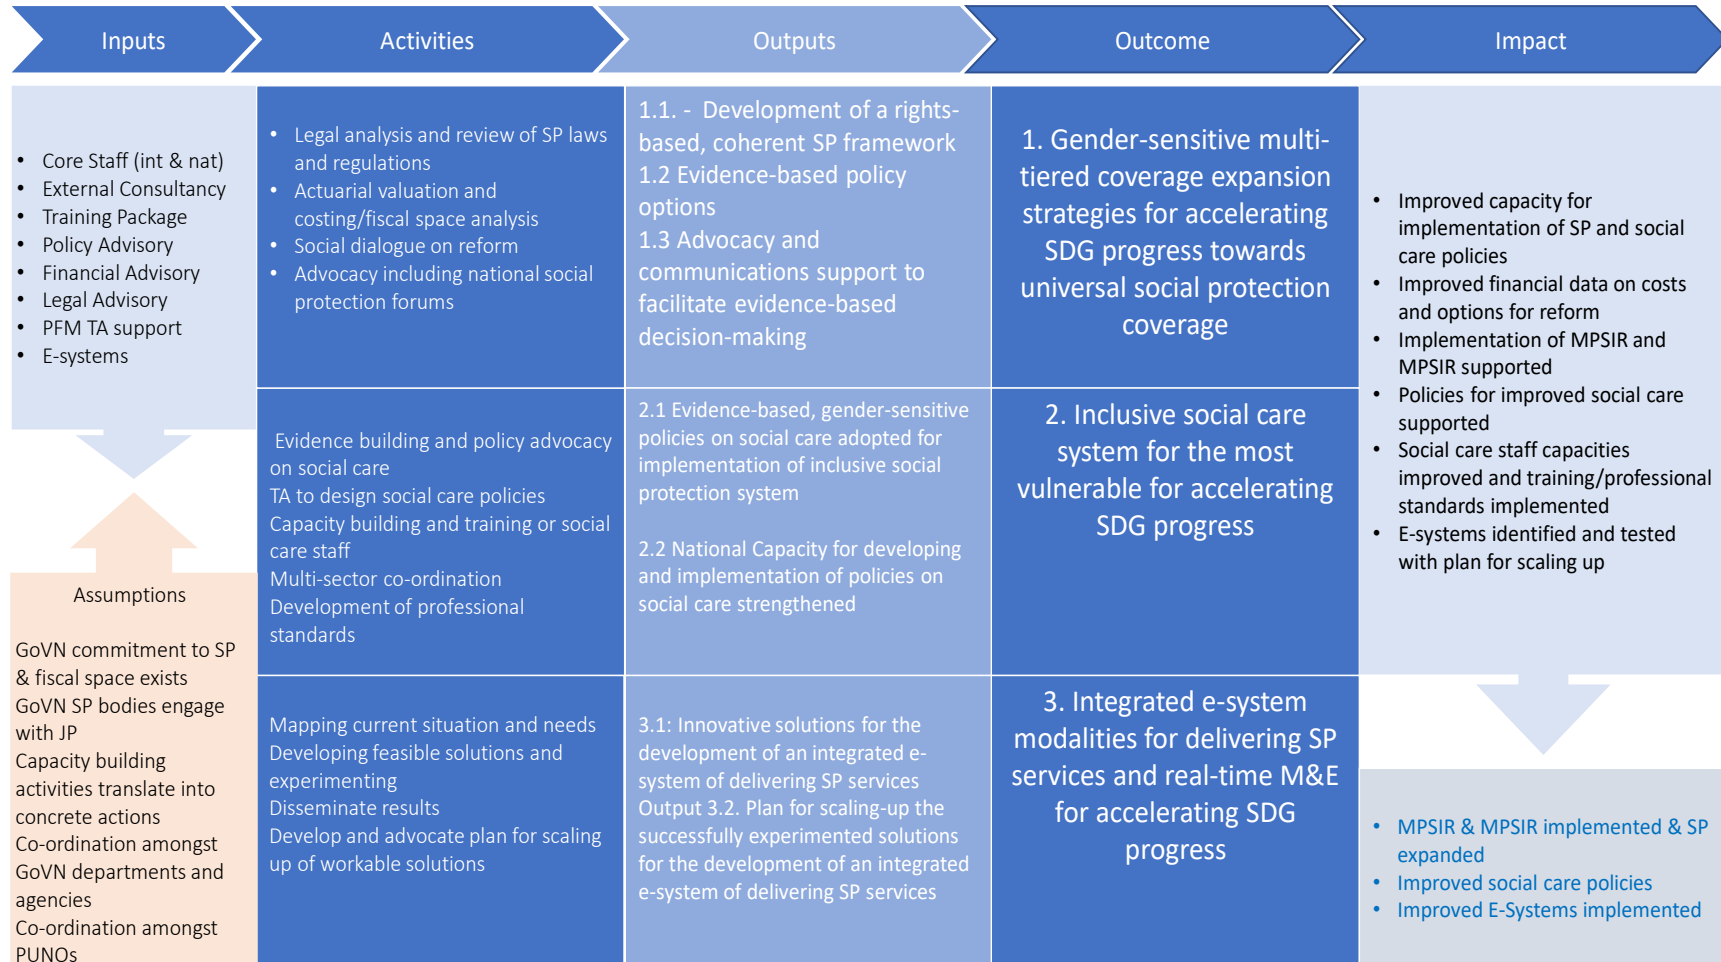 Inputs
Activities
Outputs
Outcome
Impact
• Core Staff (int & nat)
• External Consultancy
• Training Package
• Policy Advisory
• Financial Advisory
• Legal Advisory
• PFM TA support
• E-systems
Assumptions
GoVN commitment to SP
& fiscal space exists
GoVN SP bodies engage
with JP
Capacity building
activities translate into
concrete actions
Co-ordination amongst
GoVN departments and
agencies
Co-ordination amongst
PUNOs
• Legal analysis and review of SP laws
and regulations
• Actuarial valuation and
costing/fiscal space analysis
• Social dialogue on reform
• Advocacy including national social
protection forums
1.1. - Development of a rights-
based, coherent SP framework
1.2 Evidence-based policy
options
1.3 Advocacy and
communications support to
facilitate evidence-based
decision-making
1. Gender-sensitive multi-
tiered coverage expansion
strategies for accelerating
SDG progress towards
universal social protection
coverage
Evidence building and policy advocacy
on social care
TA to design social care policies
Capacity building and training or social
care staff
Multi-sector co-ordination
Development of professional
standards
2.1 Evidence-based, gender-sensitive
policies on social care adopted for
implementation of inclusive social
protection system
2.2 National Capacity for developing
and implementation of policies on
social care strengthened
2. Inclusive social care
system for the most
vulnerable for accelerating
SDG progress
Mapping current situation and needs
Developing feasible solutions and
experimenting
Disseminate results
Develop and advocate plan for scaling
up of workable solutions
3.1: Innovative solutions for the
development of an integrated e-
system of delivering SP services
Output 3.2. Plan for scaling-up the
successfully experimented solutions
for the development of an integrated
e-system of delivering SP services
3. Integrated e-system
modalities for delivering SP
services and real-time M&E
for accelerating SDG
progress
• Improved capacity for
implementation of SP and social
care policies
• Improved financial data on costs
and options for reform
• Implementation of MPSIR and
MPSIR supported
• Policies for improved social care
supported
• Social care staff capacities
improved and training/professional
standards implemented
• E-systems identified and tested
with plan for scaling up
• MPSIR & MPSIR implemented & SP
expanded
• Improved social care policies
• Improved E-Systems implemented